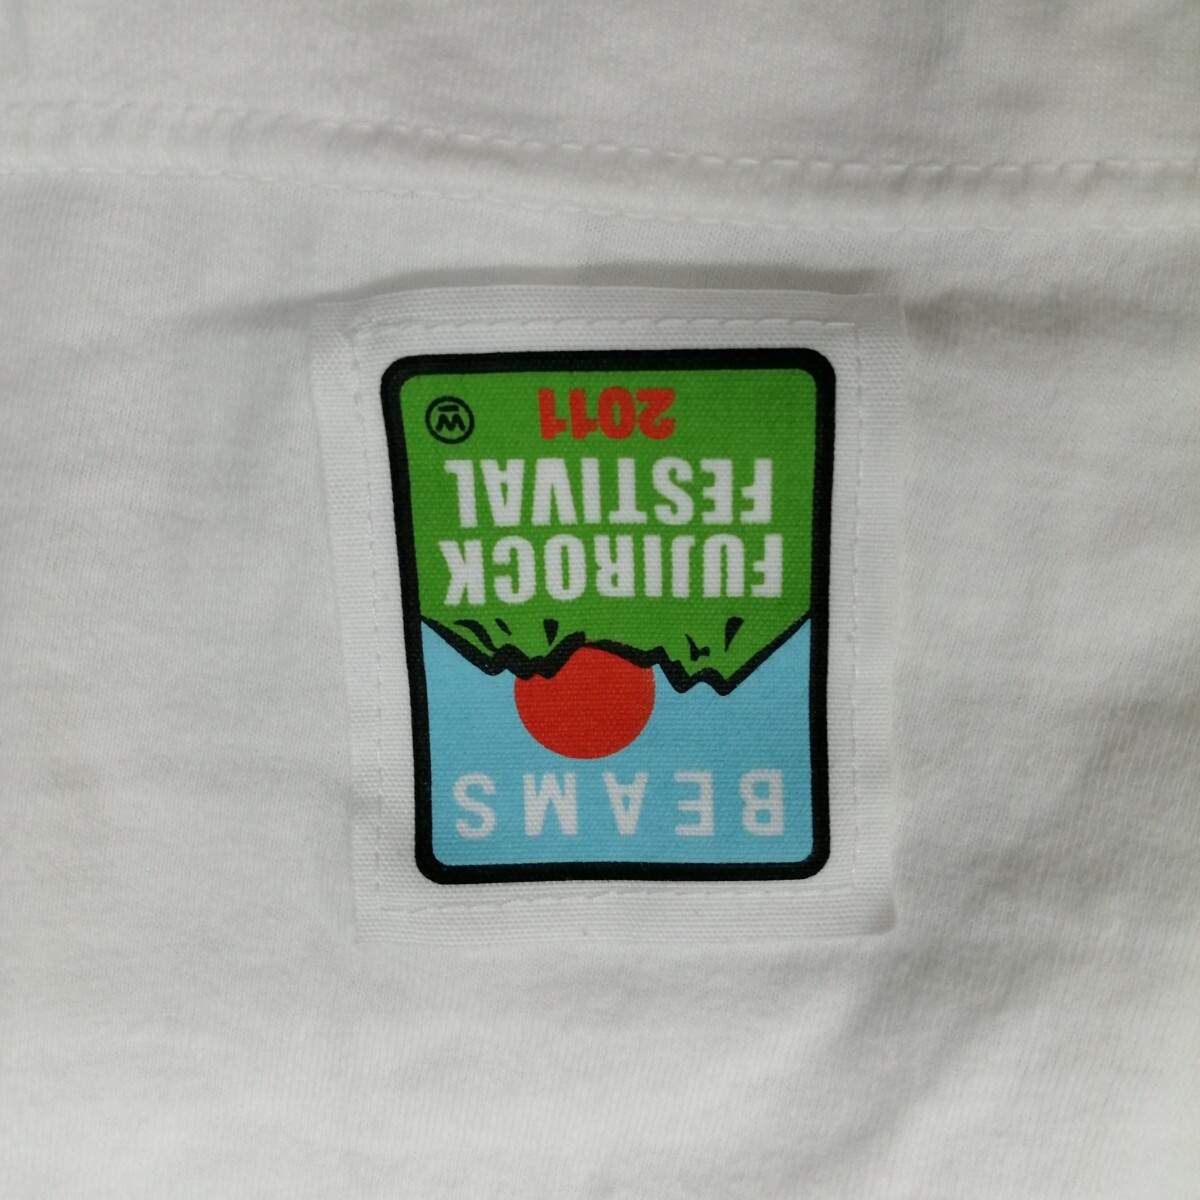 BEAMS
FUJIROCK
FESTIVAL
2011